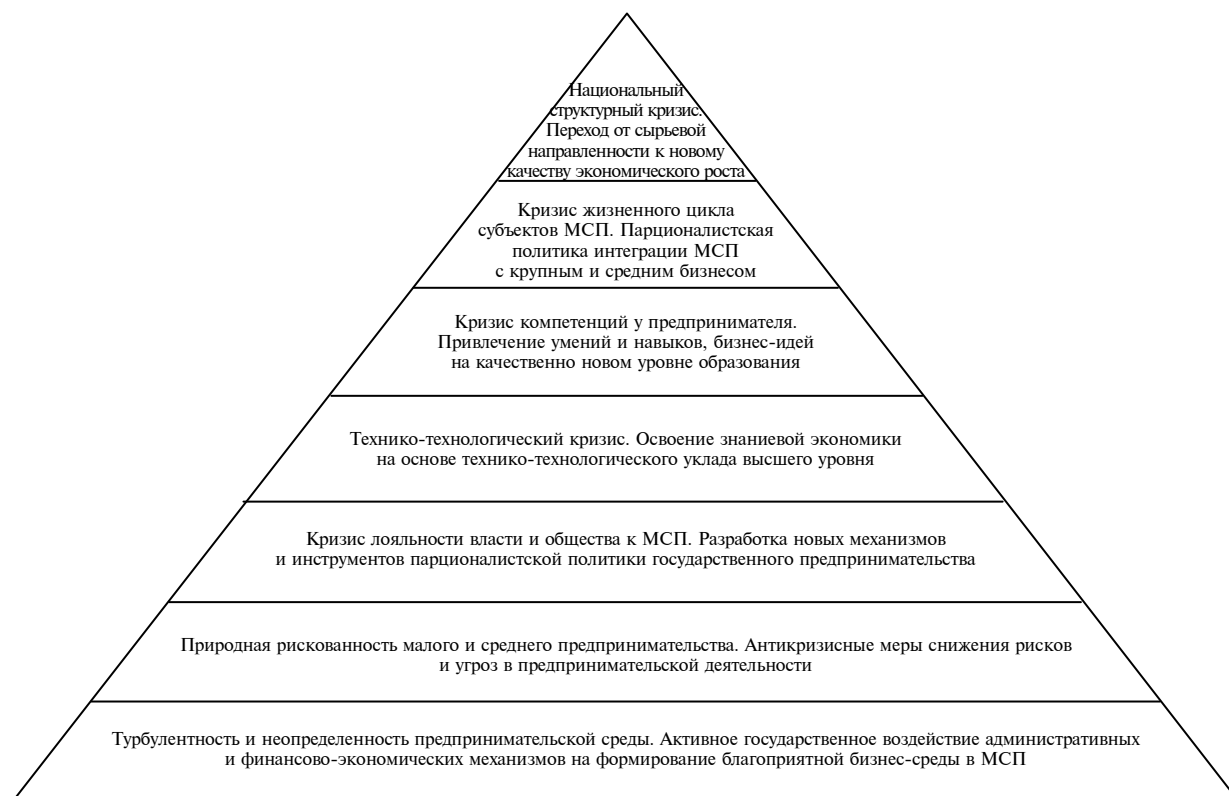 Национальный
структурный кризис.
Переход от сырьевой
направленности к новому
качеству экономического роста
Кризис жизненного цикла
субъектов МСП. Парционалистская
политика интеграции МСП
с крупным и средним бизнесом
Кризис компетенций у предпринимателя.
Привлечение умений и навыков, бизнес-идей
на качественно новом уровне образования
Технико-технологический кризис. Освоение знаниевой экономики
на основе технико-технологического уклада высшего уровня
Кризис лояльности власти и общества к МСП. Разработка новых механизмов
и инструментов парционалистской политики государственного предпринимательства
Природная рискованность малого и среднего предпринимательства. Антикризисные меры снижения рисков
и угроз в предпринимательской деятельности
Турбулентность и неопределенность предпринимательской среды. Активное государственное воздействие административных
и финансово-экономических механизмов на формирование благоприятной бизнес-среды в МСП